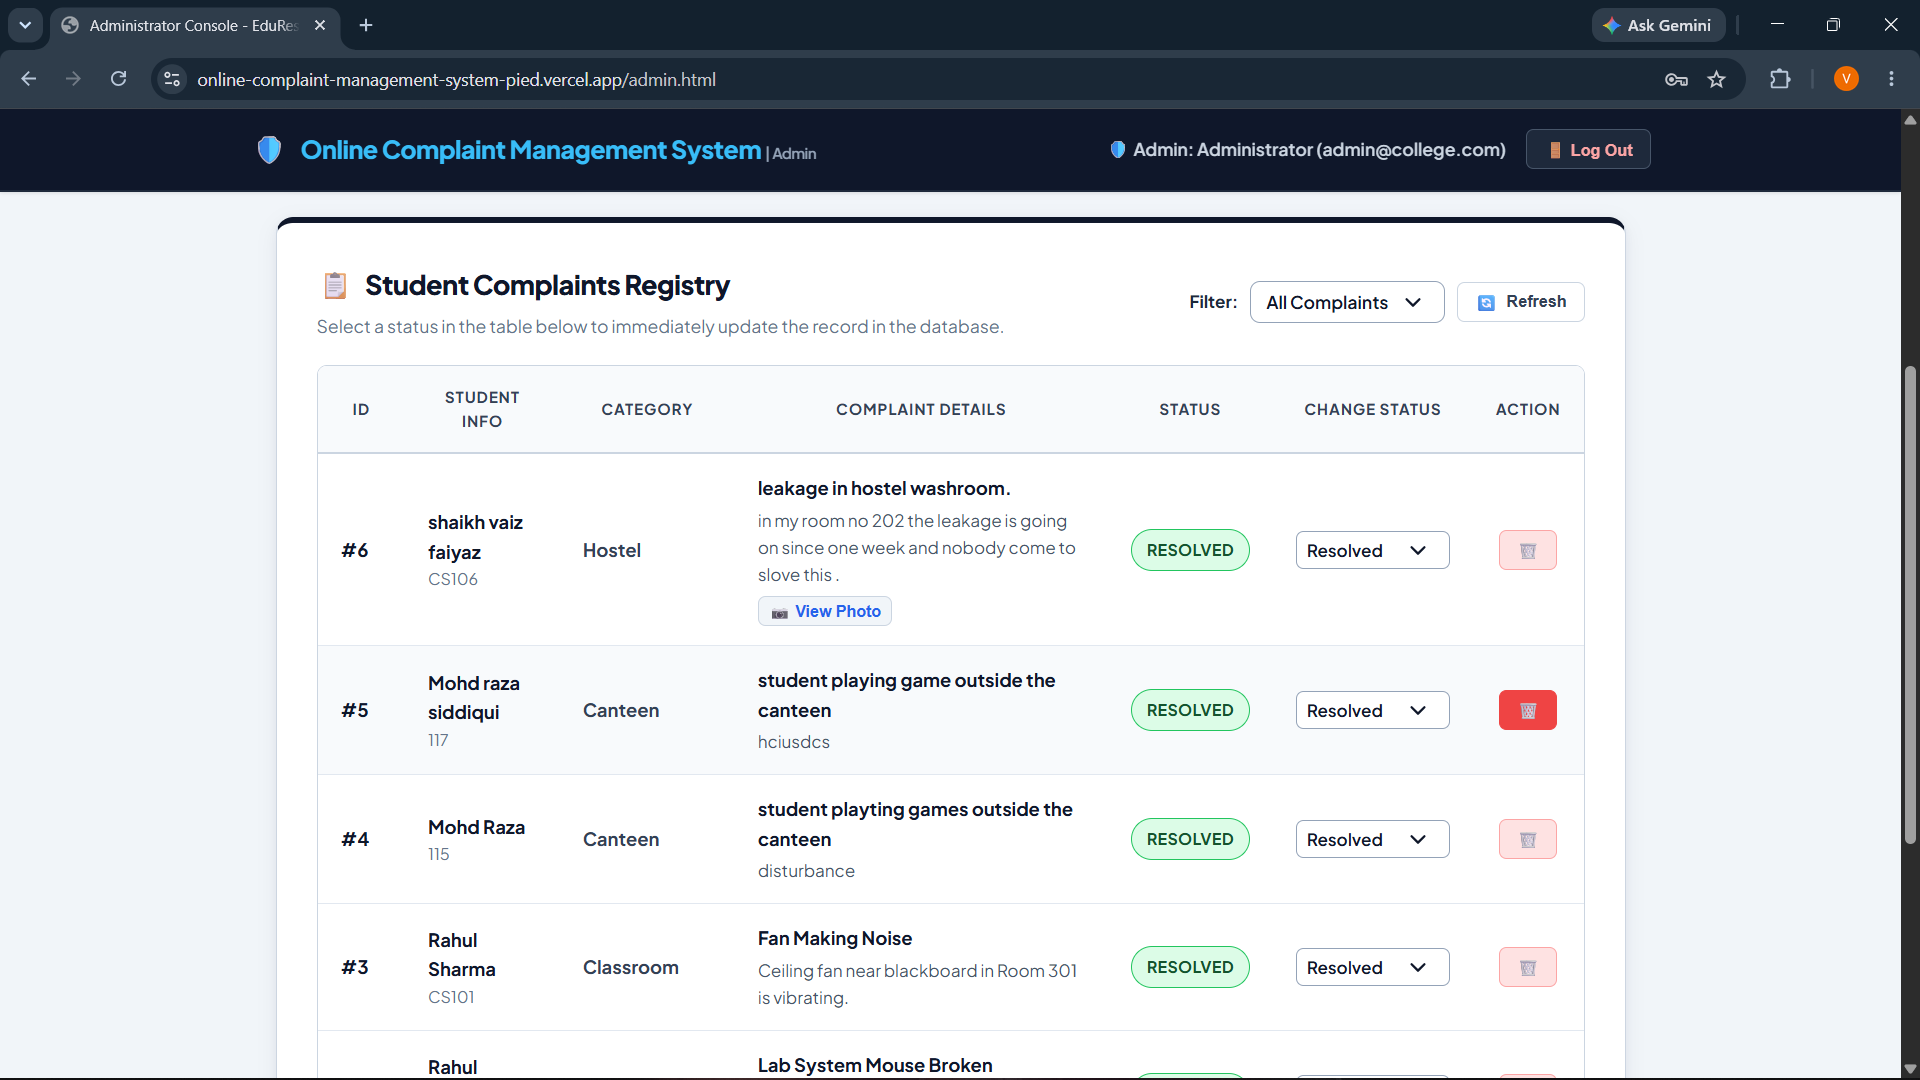 Administrator Console - EduRes
Ask Gemini
online-complaint-management-system-pied.vercel.app/admin.html
V
Online Complaint Management System | Admin
Admin: Administrator (admin@college.com)
Log Out
Student Complaints Registry
Select a status in the table below to immediately update the record in the database.
Filter:
All Complaints
Refresh
ID
STUDENT
INFO
CATEGORY
COMPLAINT DETAILS
STATUS
CHANGE STATUS
ACTION
#6
shaikh vaiz
faiyaz
CS106
Hostel
leakage in hostel washroom.
in my room no 202 the leakage is going
on since one week and nobody come to
slove this .
View Photo
RESOLVED
Resolved
#5
Mohd raza
siddiqui
117
Canteen
student playing game outside the
canteen
hciusdcs
RESOLVED
Resolved
#4
Mohd Raza
115
Canteen
student playting games outside the
canteen
disturbance
RESOLVED
Resolved
#3
Rahul
Sharma
CS101
Classroom
Fan Making Noise
Ceiling fan near blackboard in Room 301
is vibrating.
RESOLVED
Resolved
Rahul
Lab System Mouse Broken